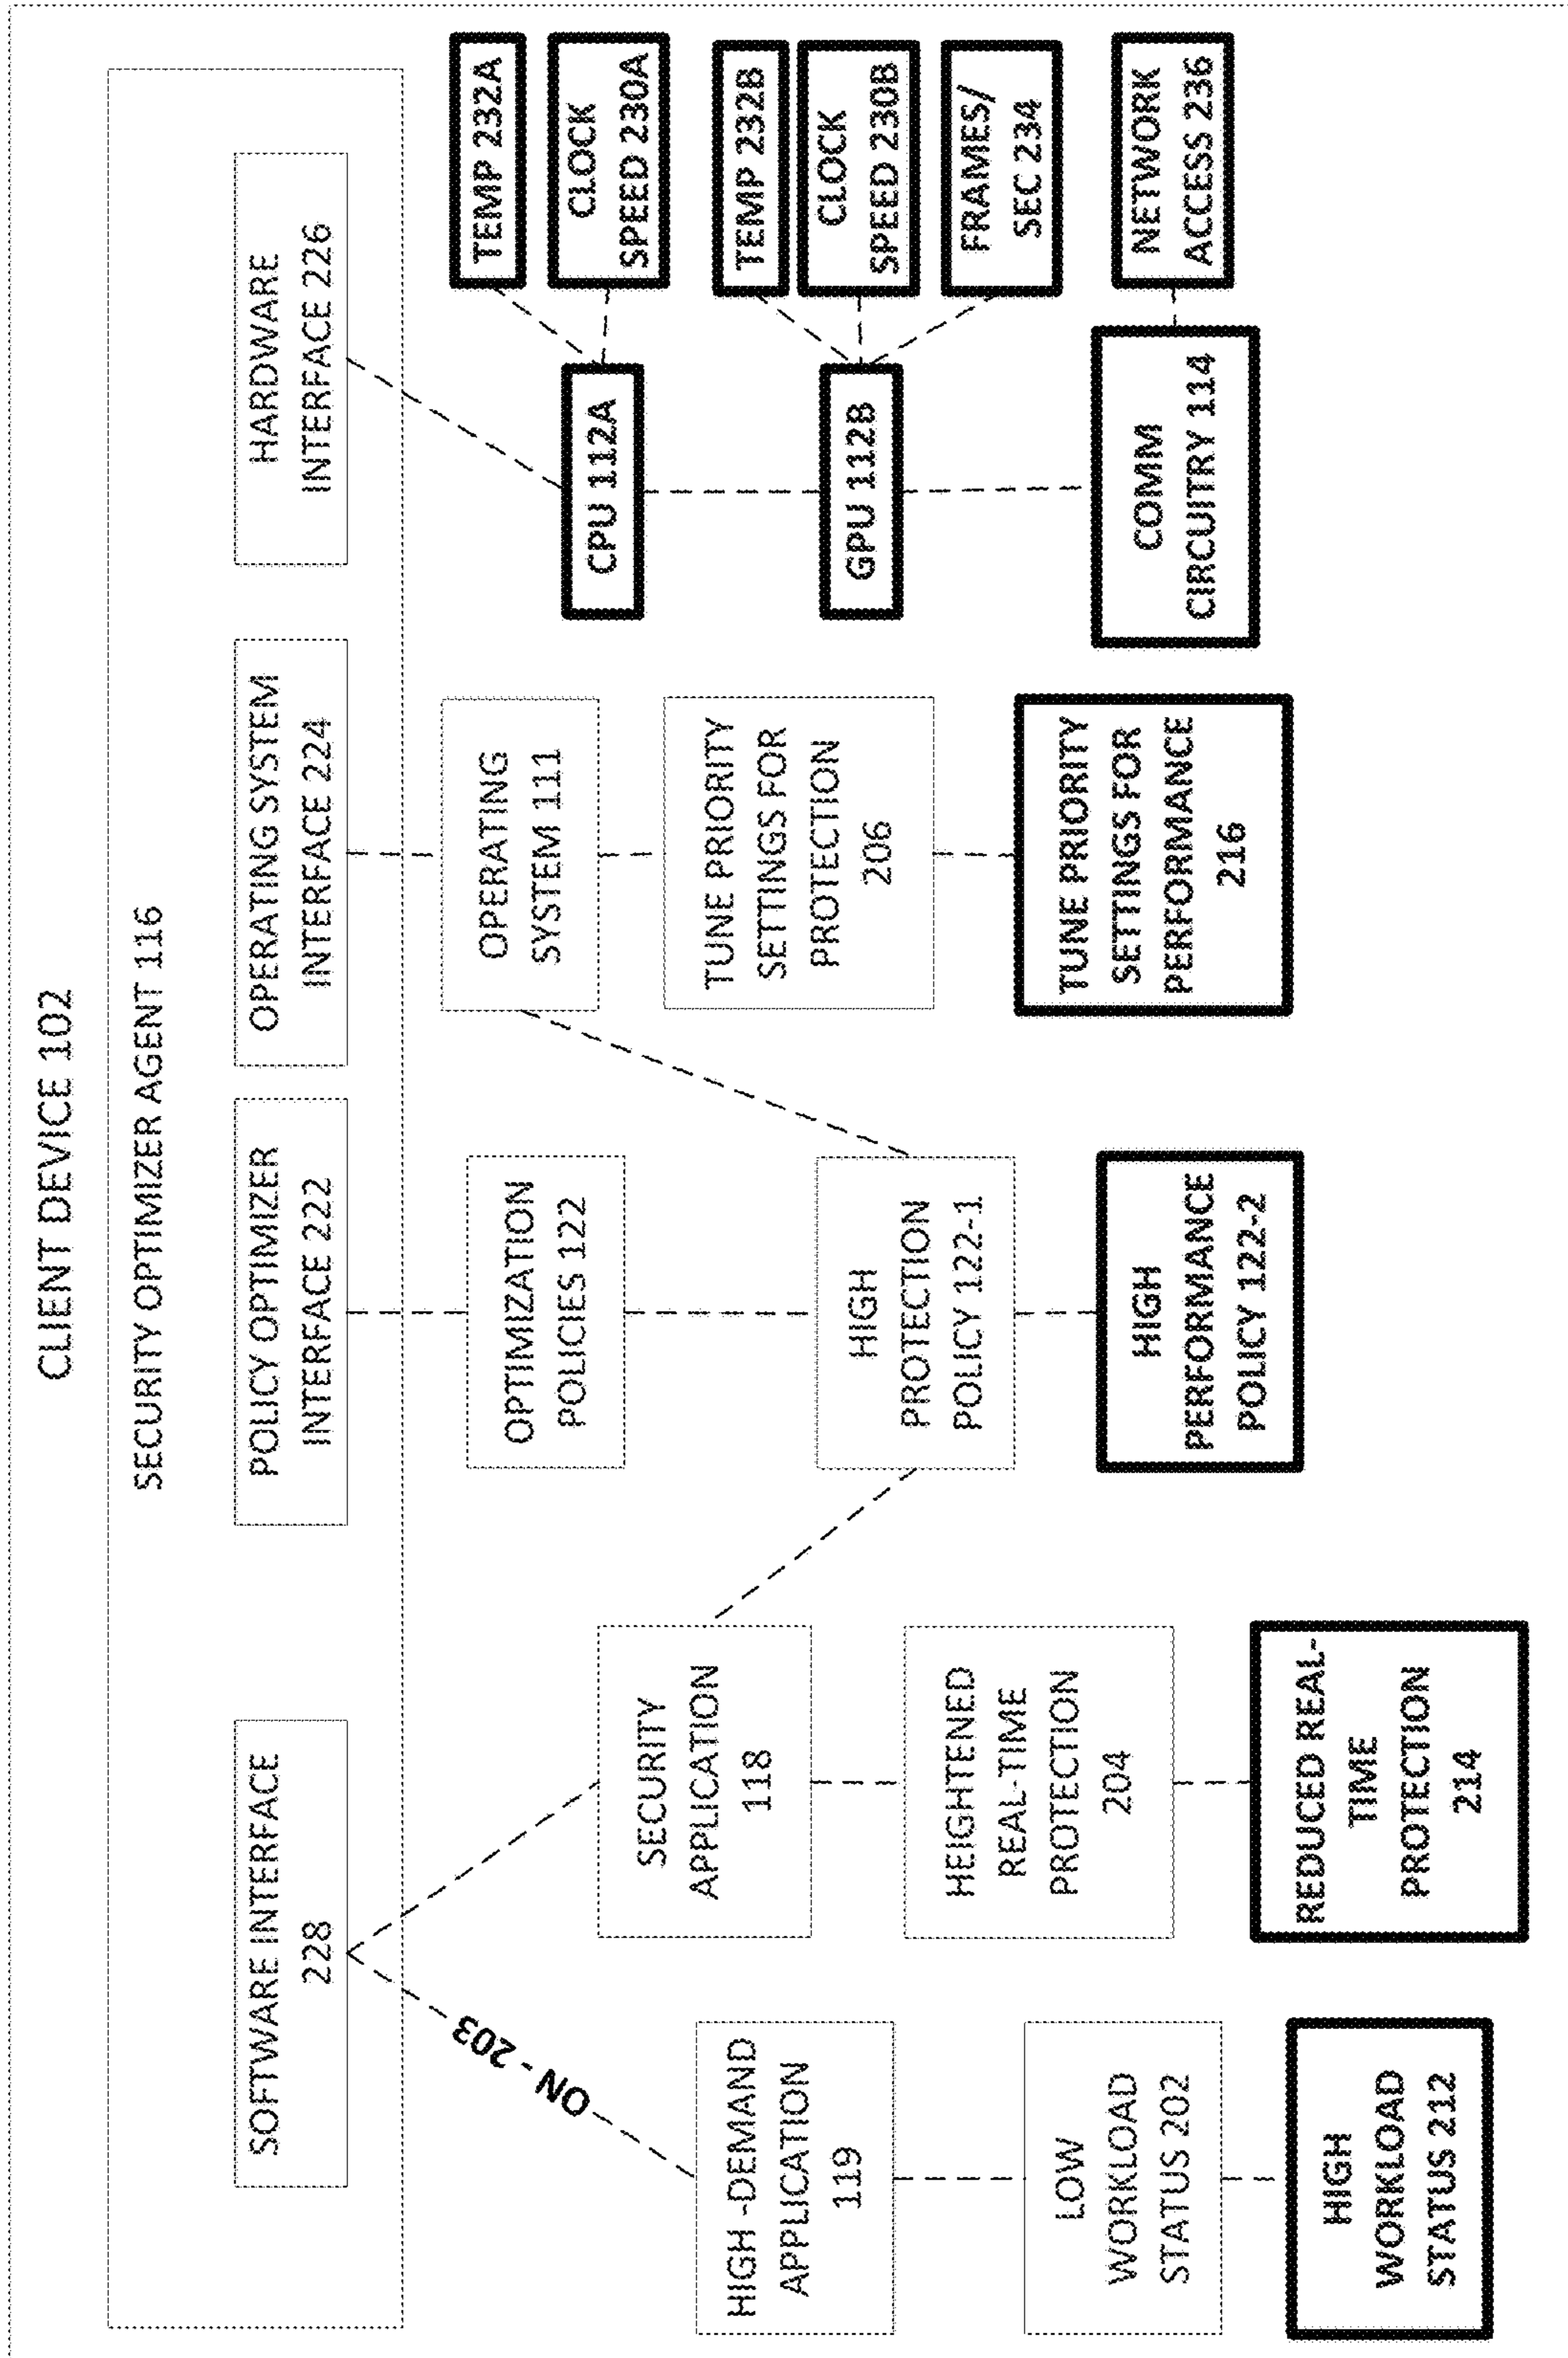 CLIENT DEVICE 102
SECURITY OPTIMIZER AGENT 116
SOFTWARE INTERFACE
228
POLICY OPTIMIZER
INTERFACE 222
OPERATING SYSTEM
INTERFACE 224
HARDWARE
INTERFACE 226
ON - 203
HIGH -DEMAND
APPLICATION
119
LOW
WORKLOAD
STATUS 202
HIGH
WORKLOAD
STATUS 212
SECURITY
APPLICATION
118
HEIGHTENED
REAL-TIME
PROTECTION
204
REDUCED REAL-
TIME
PROTECTION
214
OPTIMIZATION
POLICIES 122
HIGH
PROTECTION
POLICY 122-1
HIGH
PERFORMANCE
POLICY 122-2
OPERATING
SYSTEM 111
TUNE PRIORITY
SETTINGS FOR
PROTECTION
206
TUNE PRIORITY
SETTINGS FOR
PERFORMANCE
216
CPU 112A
TEMP 232A
CLOCK
SPEED 230A
GPU 112B
TEMP 232B
CLOCK
SPEED 230B
FRAMES/
SEC 234
COMM
CIRCUITRY 114
NETWORK
ACCESS 236